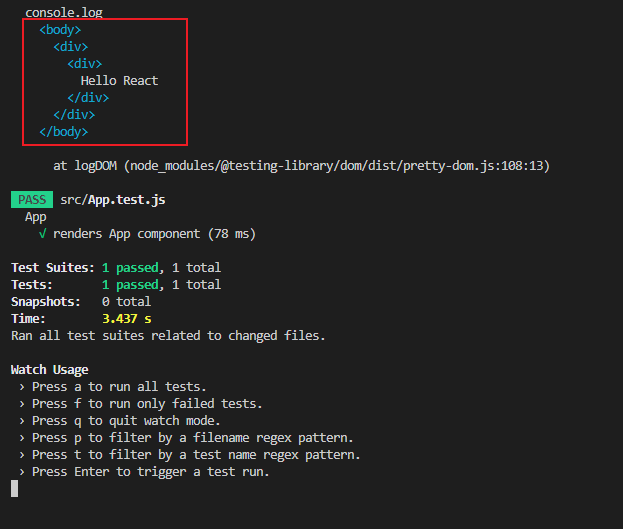 console.log
<body>
<div>
<div>
Hello React
</div>
</div>
</body>
at logDOM (node_modules/@testing-library/dom/dist/pretty-dom.js:108:13)
PASS src/App.test.js
App
√ renders App component (78 ms)
Test Suites: 1 passed, 1 total
Tests: 1 passed, 1 total
Snapshots: 0 total
Time: 3.437 s
Ran all test suites related to changed files.
Watch Usage
› Press a to run all tests.
› Press f to run only failed tests.
› Press q to quit watch mode.
› Press p to filter by a filename regex pattern.
› Press t to filter by a test name regex pattern.
› Press Enter to trigger a test run.